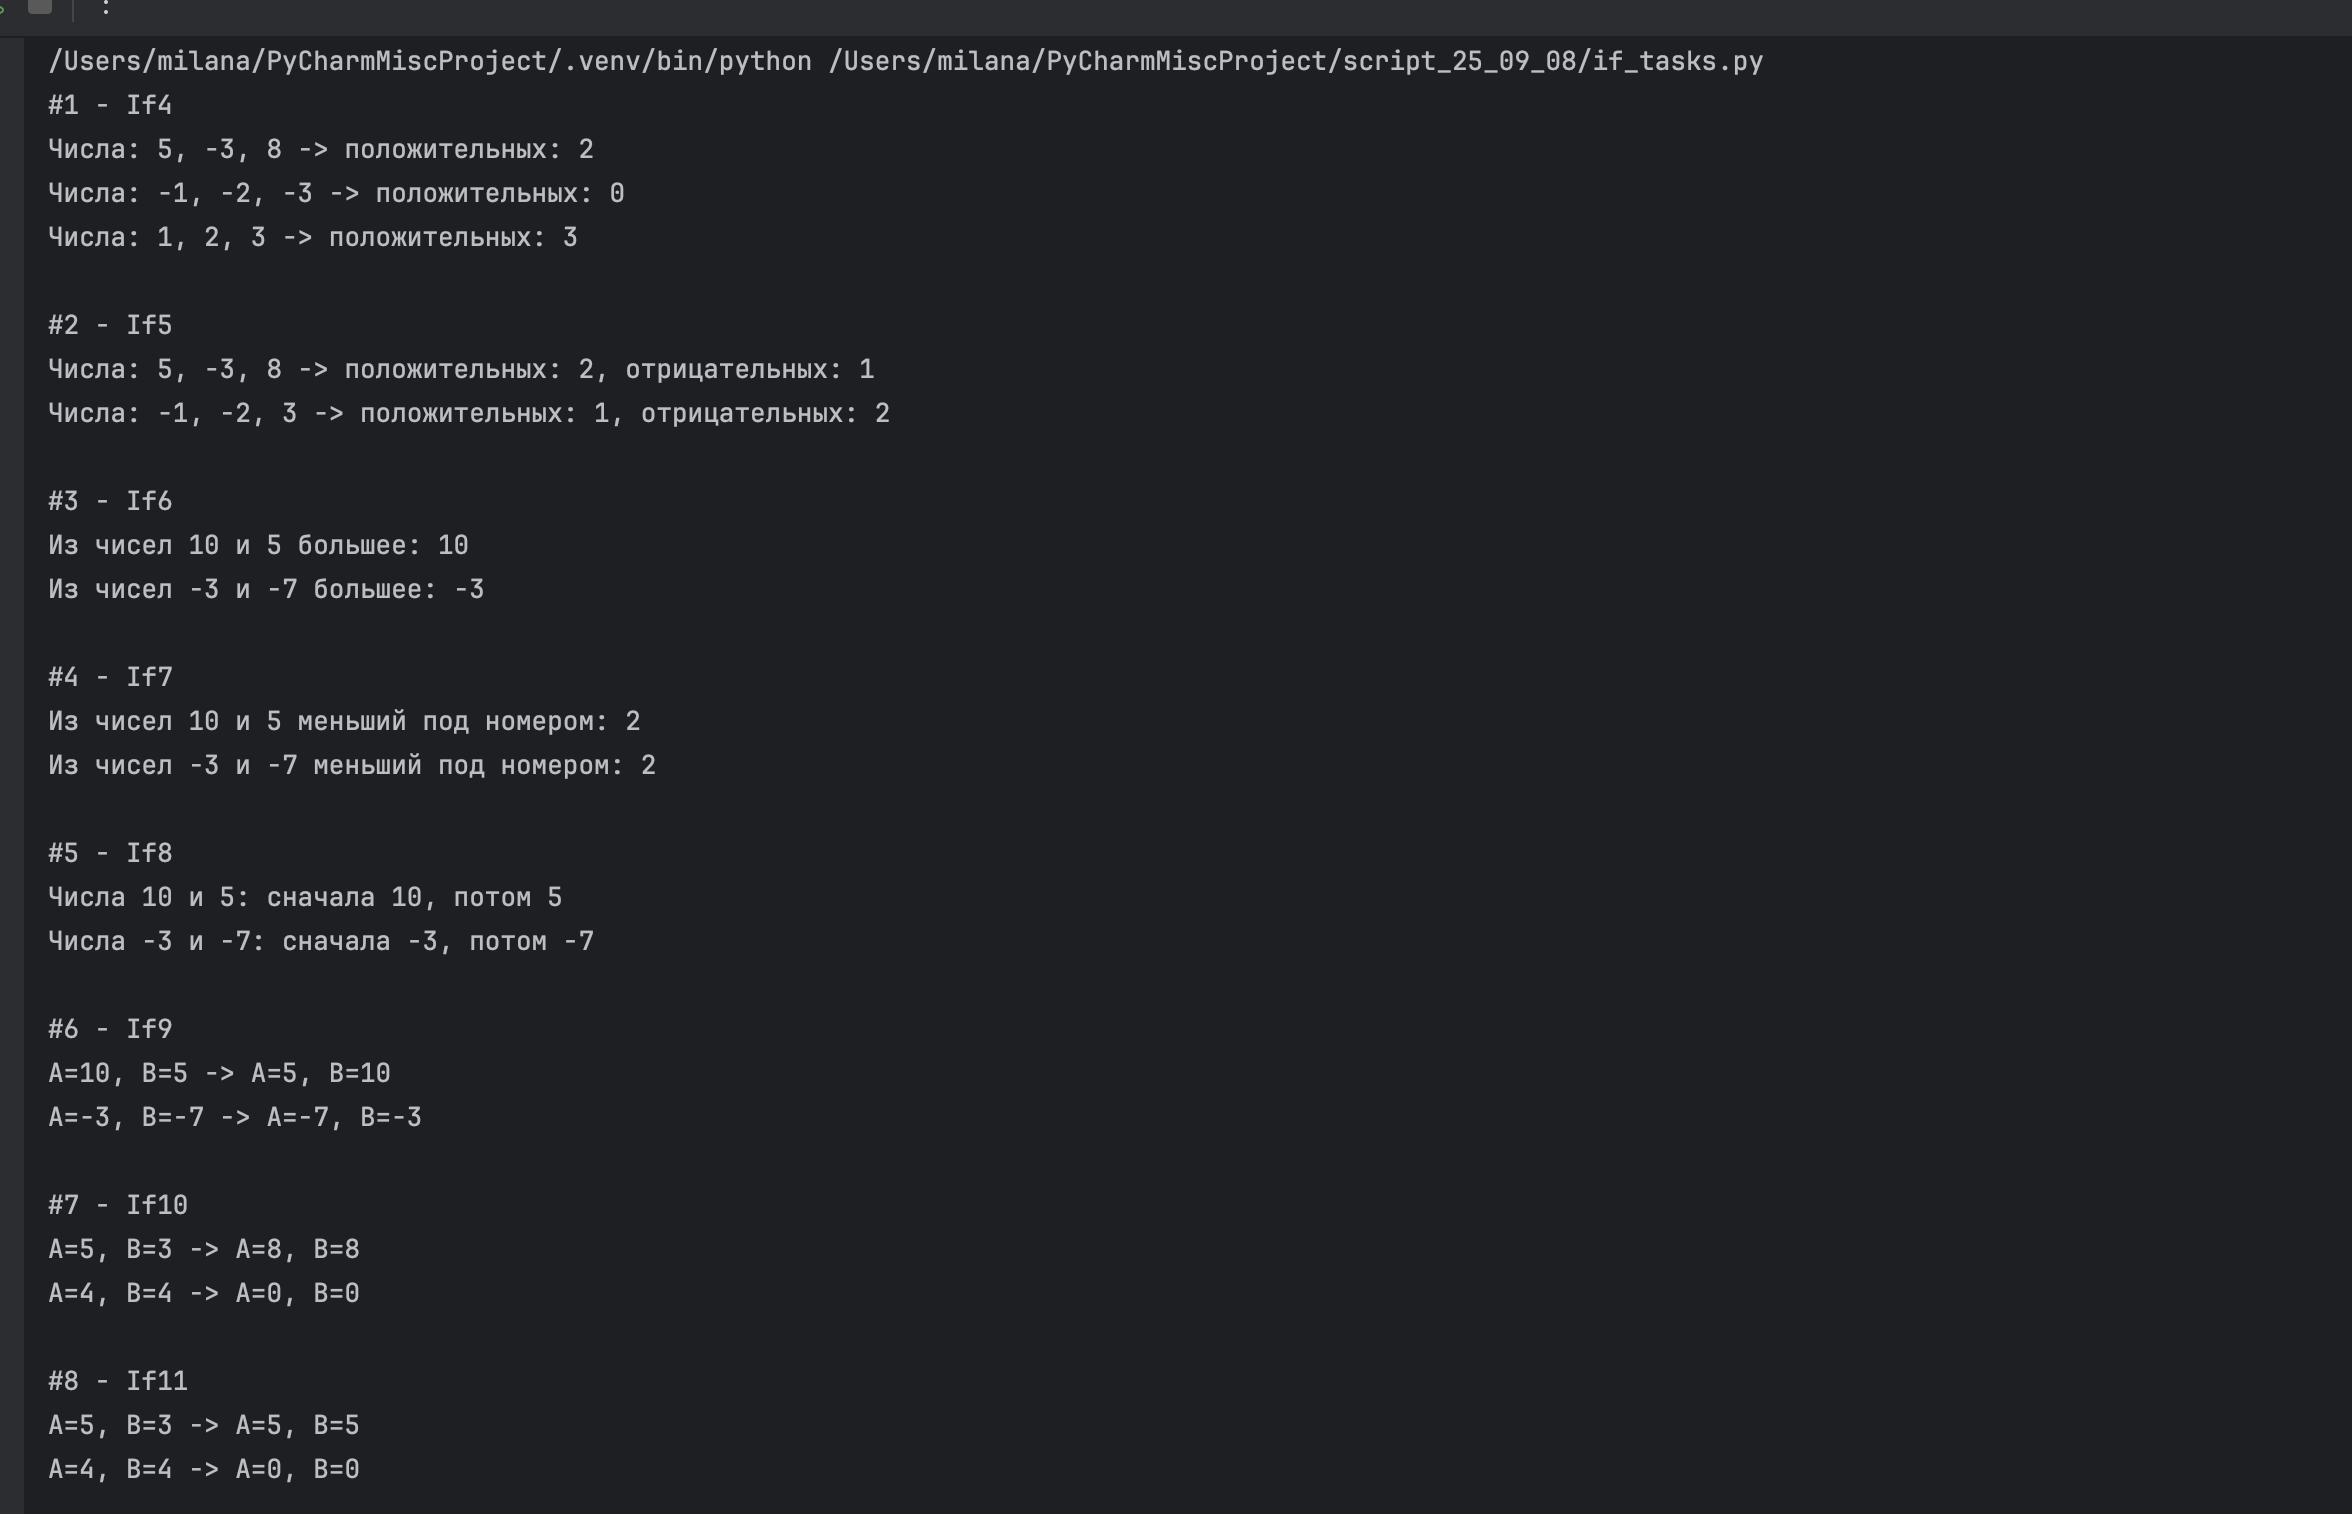 /Users/milana/PyCharmMiscProject/.venv/bin/python /Users/milana/PyCharmMiscProject/script_25_09_08/if_tasks.py
#1 - If4
Числа: 5, -3, 8 -> положительных: 2
Числа: -1, -2, -3 -> положительных: 0
Числа: 1, 2, 3 -> положительных: 3
#2 - If5
Числа: 5, -3, 8 -> положительных: 2, отрицательных: 1
Числа: -1, -2, 3 -> положительных: 1, отрицательных: 2
#3 - If6
Из чисел 10 и 5 большее: 10
Из чисел -3 и -7 большее: -3
#4 - If7
Из чисел 10 и 5 меньший под номером: 2
Из чисел -3 и -7 меньший под номером: 2
#5 - If8
Числа 10 и 5: сначала 10, потом 5
Числа -3 и -7: сначала -3, потом -7
#6 - If9
A=10, B=5 -> A=5, B=10
A=-3, B=-7 -> A=-7, B=-3
#7 - If10
A=5, B=3 -> A=8, B=8
A=4, B=4 -> A=0, B=0
#8 - If11
A=5, B=3 -> A=5, B=5
A=4, B=4 -> A=0, B=0